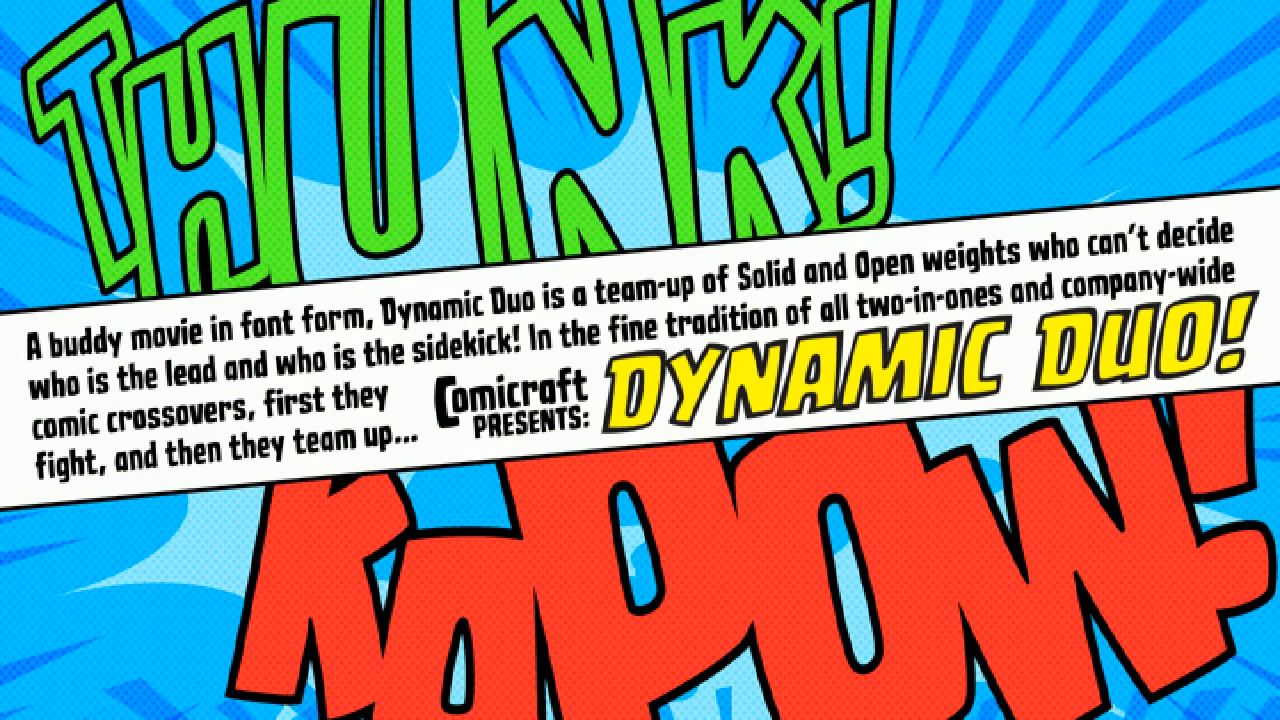 THUNK!
A buddy movie in font form, Dynamic Duo is a team-up of Solid and Open weights who can't decide
who is the lead and who is the sidekick! In the fine tradition of all two-in-ones and company-wide
comic crossovers, first they
fight, and then they team up...
Comicraft
PRESENTS:
DYNAMIC DUO!
KAPOW!